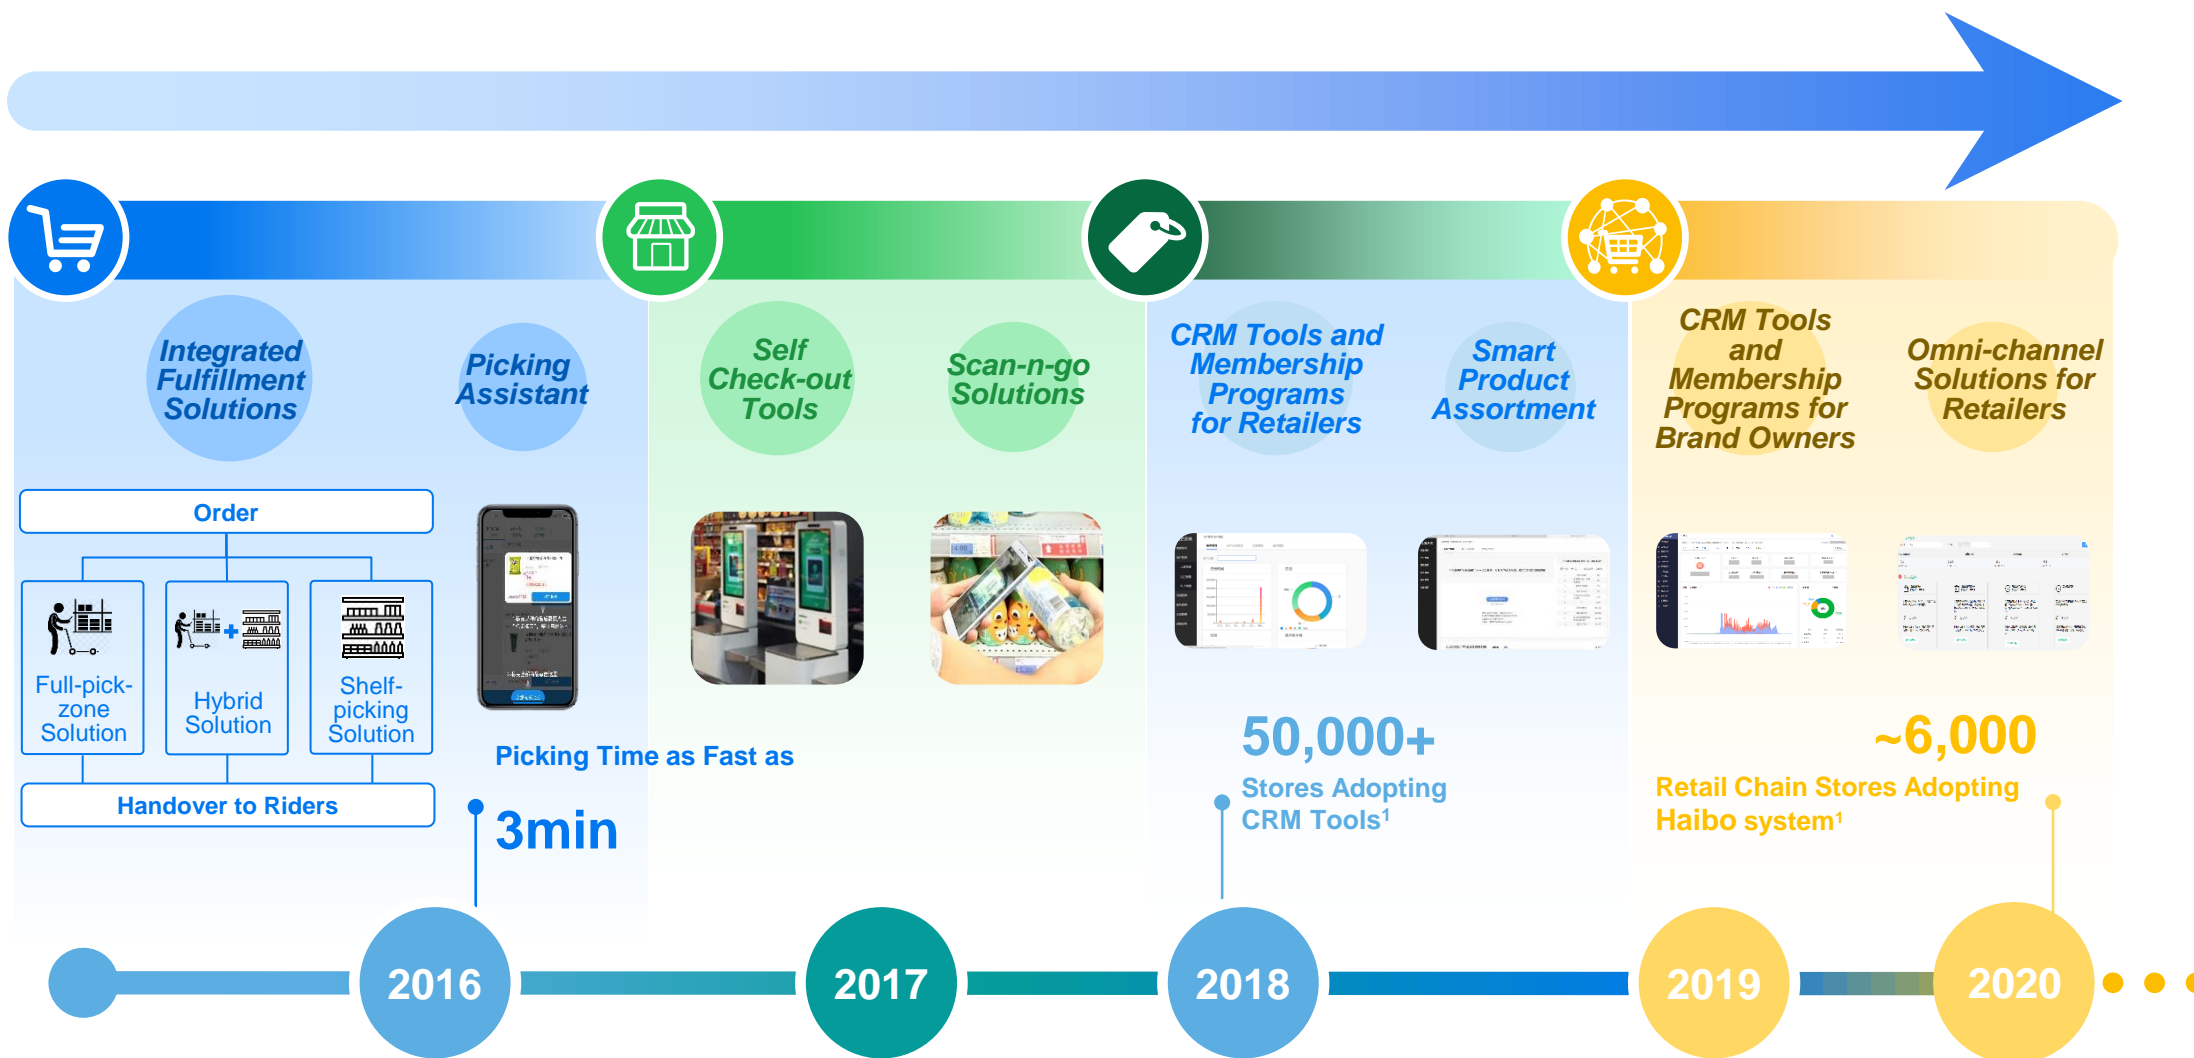 Integrated
Fulfillment
Solutions
Picking
Assistant
Self
Check-out
Tools
Scan-n-go
Solutions
CRM Tools and
Membership
Programs
for Retailers
Smart
Product
Assortment
CRM Tools
and
Membership
Programs for
Brand Owners
Omni-channel
Solutions for
Retailers
Order
Full-pick-
zone
Solution
Hybrid
Solution
Shelf-
picking
Solution
Handover to Riders
Picking Time as Fast as
3min
50,000+
Stores Adopting
CRM Tools¹
~6,000
Retail Chain Stores Adopting
Haibo system¹
2016
2017
2018
2019
2020